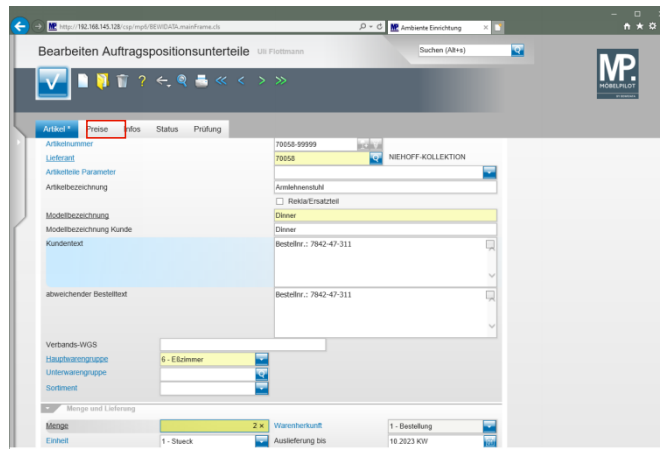 http://192.168.145.128/csp/mp8/BEWIDATA.mainFrame.cls
Ambiente Einrichtung
Bearbeiten Auftragspositionsunterteile Uli Flottmann
Suchen (Alt+s)
MP.
MÖBELPILOT
Artikel * Preise Infos Status Prüfung
Artikelnummer 70058-99999
Lieferant 70058 NIEHOFF-KOLLEKTION
Artikelteile Parameter
Artikelbezeichnung Armlehnenstuhl
Rekla/Ersatzteil
Modellbezeichnung Dinner
Modellbezeichnung Kunde Dinner
Kundentext Bestellnr.: 7842-47-311
abweichender Bestelltext Bestellnr.: 7842-47-311
Verbands-WGS
Hauptwarengruppe 6 - Eßzimmer
Unterwarengruppe
Sortiment
Menge und Lieferung
Menge 2 × Warenherkunft 1 - Bestellung
Einheit 1 - Stueck Auslieferung bis 10.2023 KW